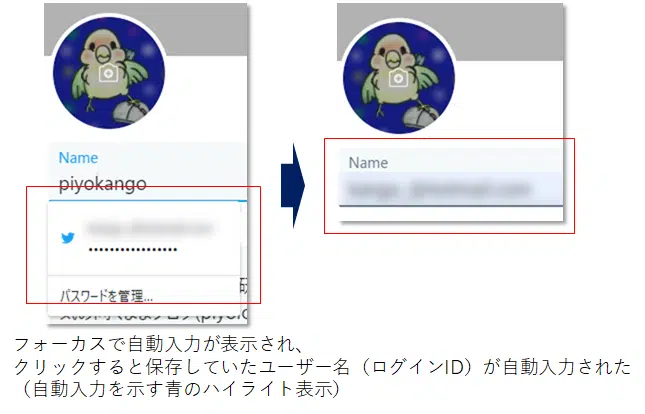 Name
piyokango
•••••••••••••••••
パスワードを管理...
Name
フォーカスで自動入力が表示され、
クリックすると保存していたユーザー名（ログインID）が自動入力された
（自動入力を示す青のハイライト表示）